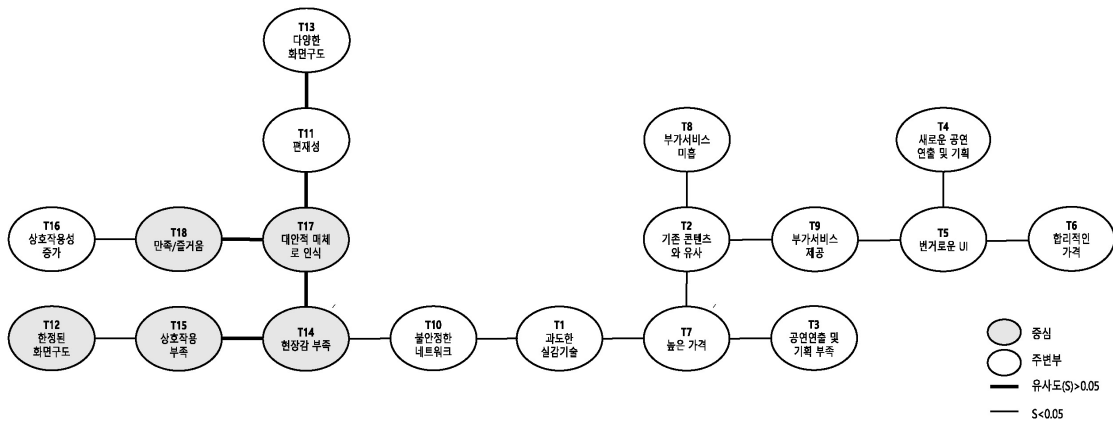 T13
다양한
화면구도
T11
편재성
T8
부가서비스
미흡
T4
새로운 공연
연출 및 기획
T16
상호작용성
증가
T18
만족/즐거움
T17
대안적 매체
로 인식
T2
기존 콘텐츠
와 유사
T9
부가서비스
제공
T5
번거로운 UI
T6
합리적인
가격
T12
한정된
화면구도
T15
상호작용
부족
T14
현장감 부족
T10
불안정한
네트워크
T1
과도한
실감기술
T7
높은 가격
T3
공연연출 및
기획 부족
중심
주변부
유사도(S)>0.05
S<0.05